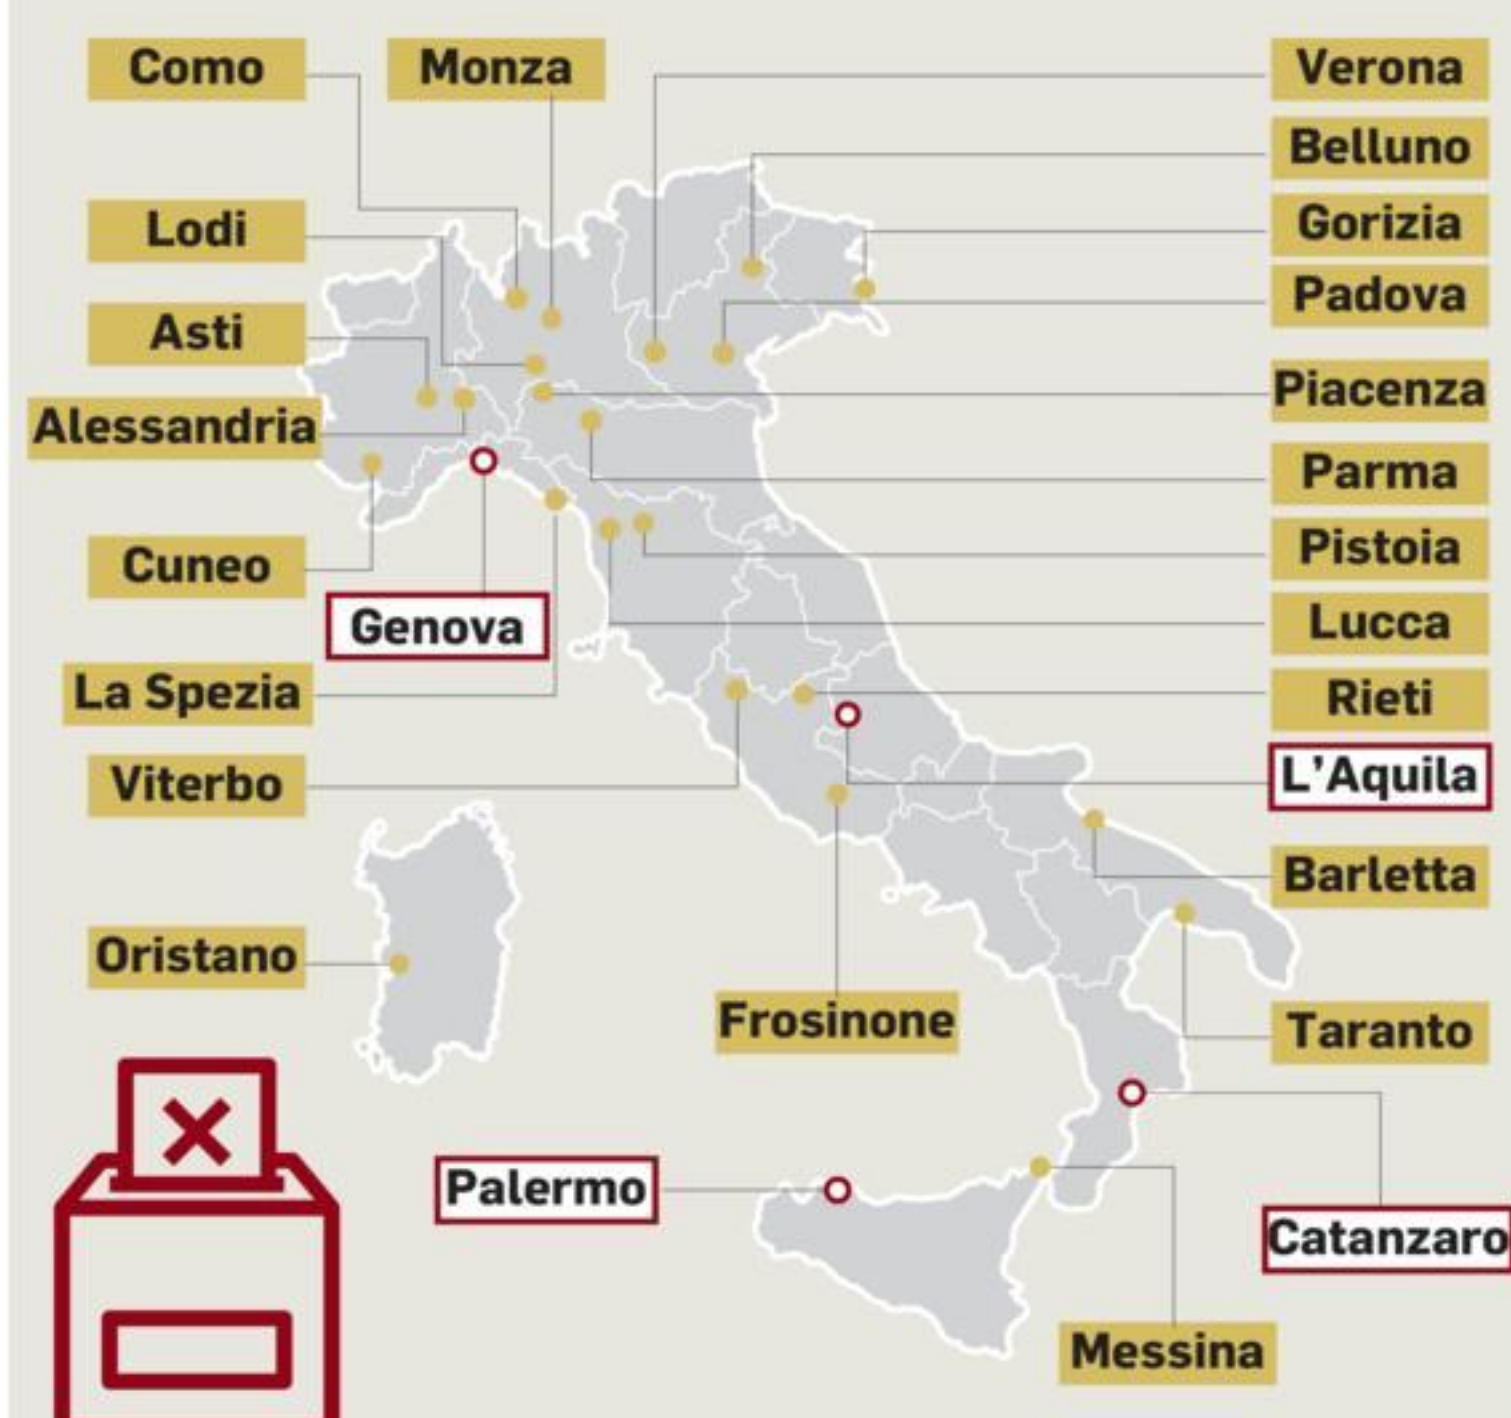 Como
Monza
Verona
Belluno
Lodi
Gorizia
Padova
Asti
Piacenza
Alessandria
Parma
Pistoia
Cuneo
Genova
Lucca
La Spezia
Rieti
Viterbo
L'Aquila
Barletta
Oristano
Frosinone
Taranto
Palermo
Catanzaro
Messina